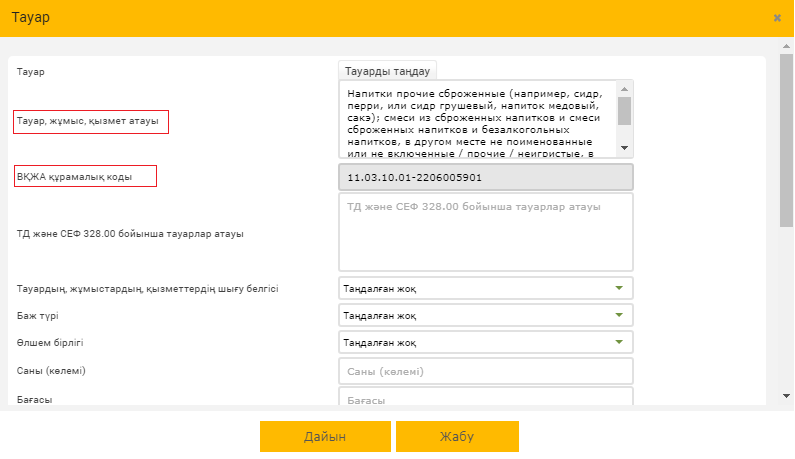 Тауар
Тауар
Тауарды таңдау
Тауар, жұмыс, қызмет атауы
Напитки прочие сброженные (например, сидр,
перри, или сидр грушевый, напиток медовый,
сакэ); смеси из сброженных напитков и смеси
сброженных напитков и безалкогольных
напитков, в другом месте не поименованные
или не включенные / прочие / неигристые, в
ВҚЖА құрамалық коды
11.03.10.01-2206005901
ТД және СЕФ 328.00 бойынша тауарлар атауы
ТД және СЕФ 328.00 бойынша тауарлар атауы
Тауардың, жұмыстардың, қызметтердің шығу белгісі
Таңдалған жоқ
Баж түрі
Таңдалған жоқ
Өлшем бірлігі
Таңдалған жоқ
Саны (көлемі)
Саны (көлемі)
Бағасы
Бағасы
Дайын
Жабу